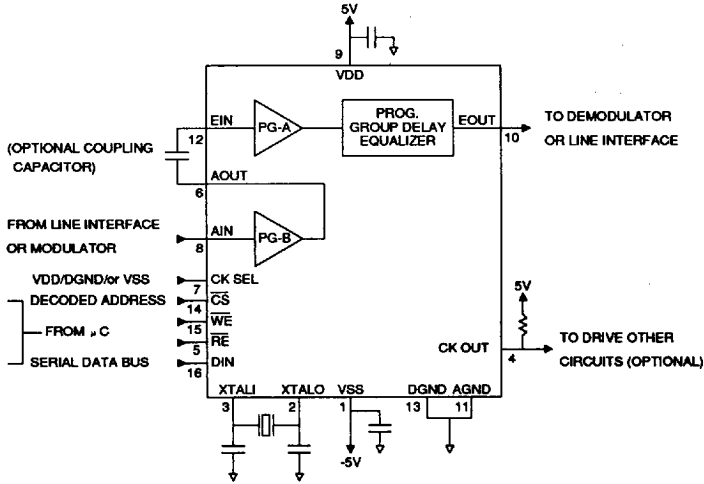 5V
9
VDD
EIN
12
PG-A
PROG.
GROUP DELAY
EQUALIZER
EOUT
10
TO DEMODULATOR
OR LINE INTERFACE
(OPTIONAL COUPLING
CAPACITOR)
AOUT
6
FROM LINE INTERFACE
OR MODULATOR
AIN
8
PG-B
VDD/DGND/or VSS
CK SEL
7
DECODED ADDRESS
CS
14
FROM μC
WE
15
RE
5
SERIAL DATA BUS
DIN
16
5V
CK OUT
4
TO DRIVE OTHER
CIRCUITS (OPTIONAL)
XTALI
XTALO
VSS
DGND
AGND
3
2
1
13
11
-5V